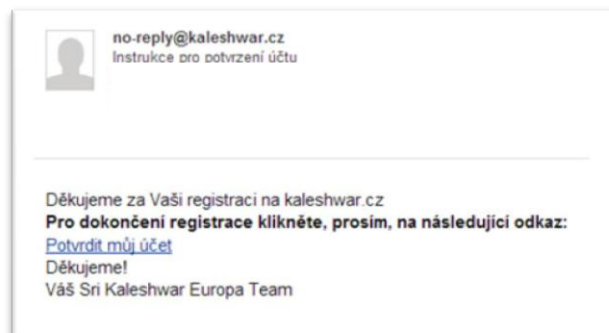 no-reply@kaleshwar.cz
Instrukce pro potvrzení účtu
Děkujeme za Vaši registraci na kaleshwar.cz
Pro dokončení registrace klikněte, prosím, na následující odkaz:
Potvrdit můj účet
Děkujeme!
Váš Sri Kaleshwar Europa Team